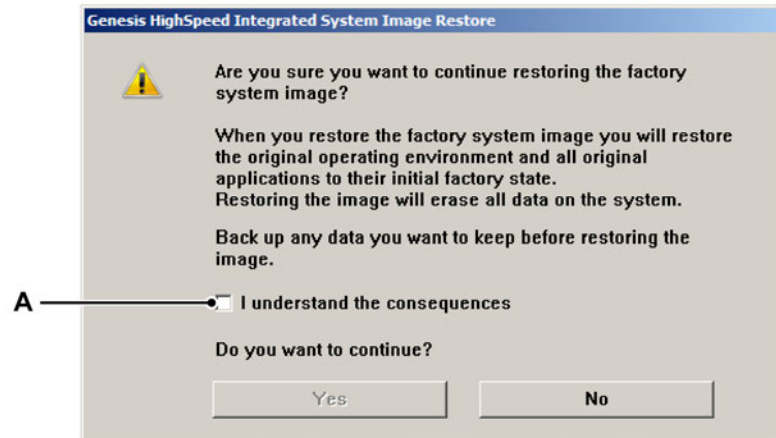 Genesis HighSpeed Integrated System Image Restore
Are you sure you want to continue restoring the factory
system image?
When you restore the factory system image you will restore
the original operating environment and all original
applications to their initial factory state.
Restoring the image will erase all data on the system.
Back up any data you want to keep before restoring the
image.
A
I understand the consequences
Do you want to continue?
Yes
No